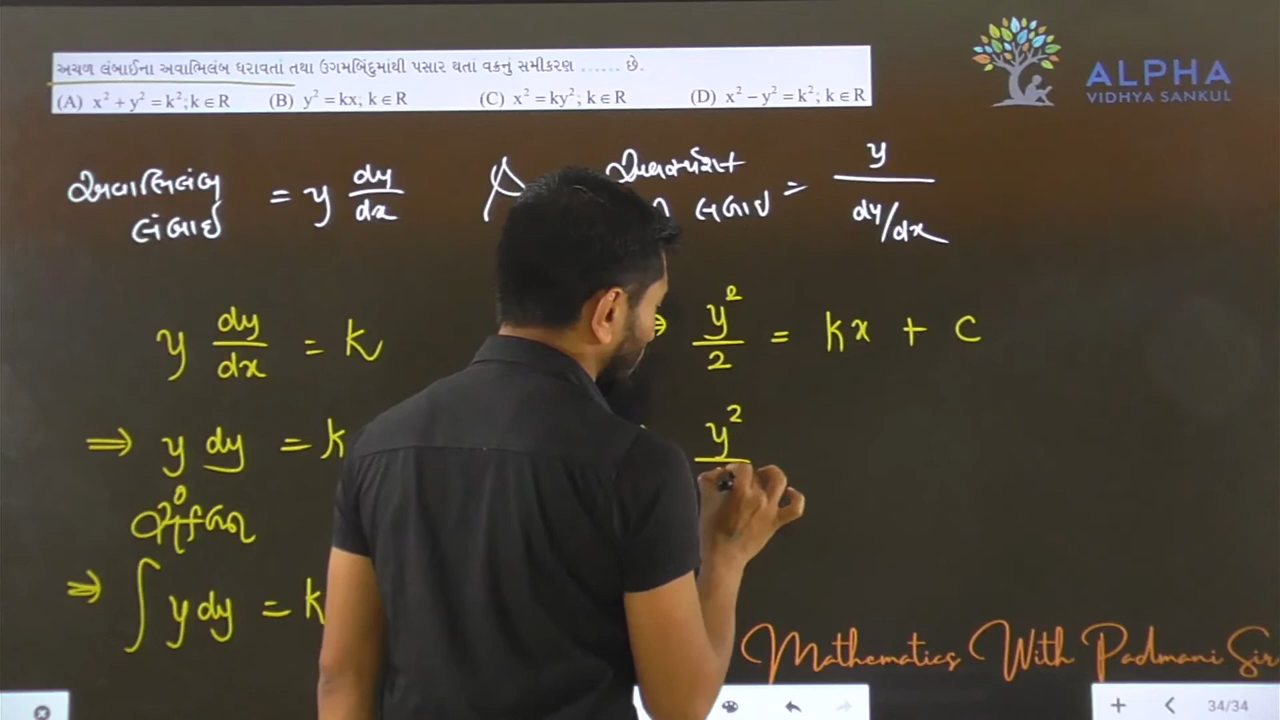 અચળ લંબાઈના અવાભિલંબ ધરાવતાં તથા ઉગમબિંદુમાંથી પસાર થતાં વક્રનું સમીકરણ ...... છે.
(A) x² + y² = k²; k ∈ R (B) y² = kx; k ∈ R (C) x² = ky²; k ∈ R (D) x² − y² = k²; k ∈ R
ALPHA
VIDHYA SANKUL
અવાભિલંબ લંબાઈ = y dy/dx
લંબાઈ = y / (dy/dx)
y dy/dx = k
⇒ y dy = k
⇒ ∫ y dy = k
y²/2 = kx + c
y²
Mathematics With Padmani Sir
34/34